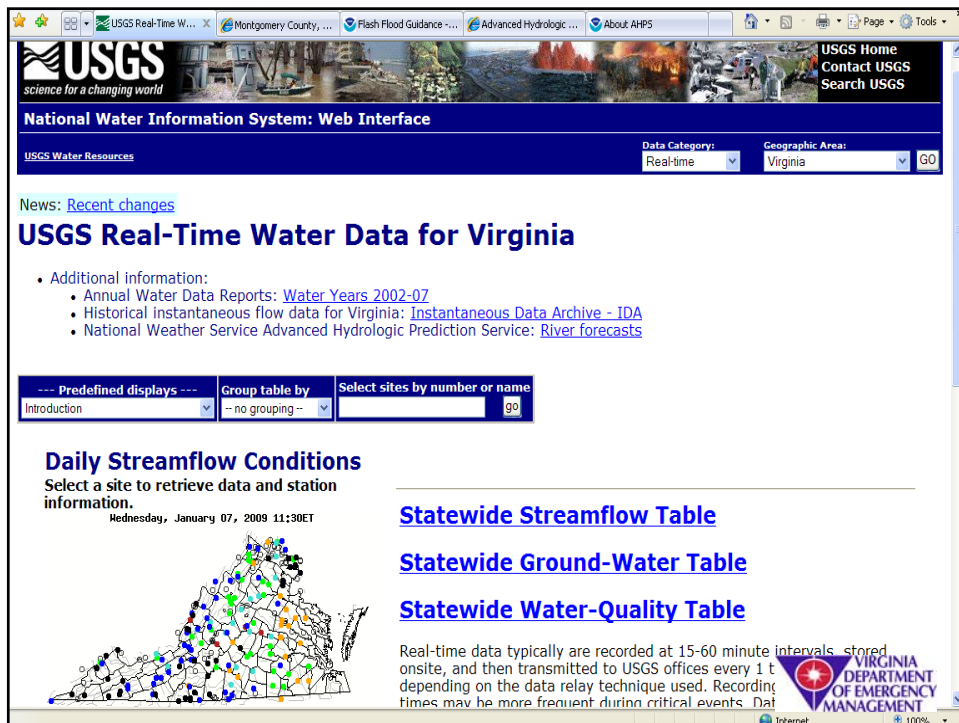 USGS Real-Time W... X
Montgomery County, ...
Flash Flood Guidance -...
Advanced Hydrologic ...
About AHPS
Page
Tools
USGS
science for a changing world
USGS Home
Contact USGS
Search USGS
National Water Information System: Web Interface
USGS Water Resources
Data Category:
Real-time
Geographic Area:
Virginia
GO
News: Recent changes
USGS Real-Time Water Data for Virginia
• Additional information:
• Annual Water Data Reports: Water Years 2002-07
• Historical instantaneous flow data for Virginia: Instantaneous Data Archive - IDA
• National Weather Service Advanced Hydrologic Prediction Service: River forecasts
--- Predefined displays ---
Introduction
Group table by
-- no grouping --
Select sites by number or name
go
Daily Streamflow Conditions
Select a site to retrieve data and station
information.
Wednesday, January 07, 2009 11:30ET
Statewide Streamflow Table
Statewide Ground-Water Table
Statewide Water-Quality Table
Real-time data typically are recorded at 15-60 minute intervals, stored
onsite, and then transmitted to USGS offices every 1 t
depending on the data relay technique used. Recording
times may be more frequent during critical events. Dat
VIRGINIA
DEPARTMENT
OF EMERGENCY
MANAGEMENT
Internet
100%